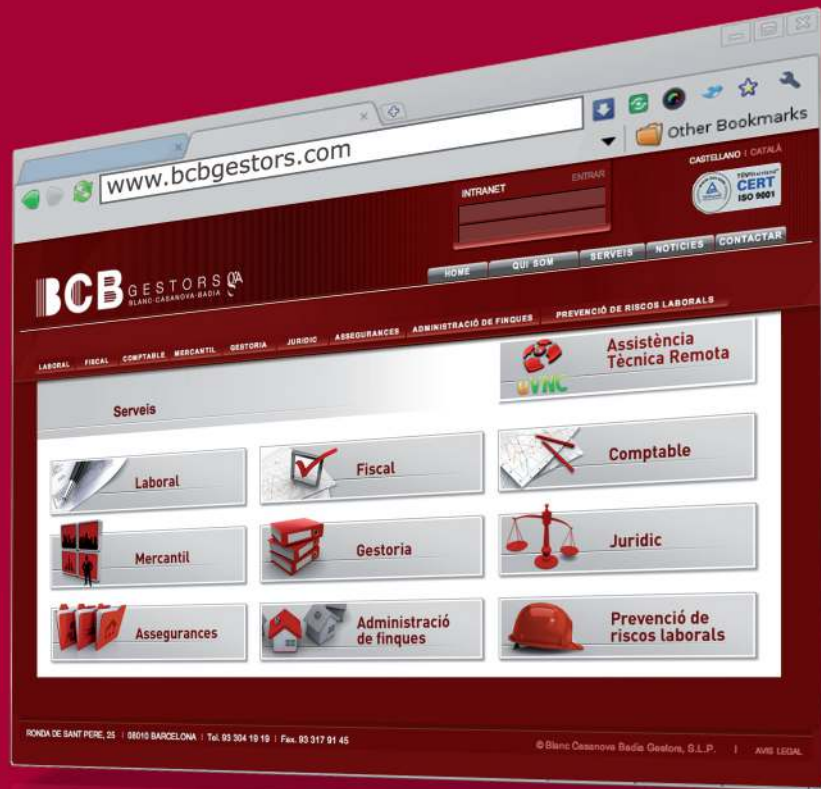 Other Bookmarks
www.bcbgestors.com
CASTELLANO | CATALÀ
INTRANET ENTRAR
CERT
ISO 9001
HOME QUI SOM SERVEIS NOTICIES CONTACTAR
BCB GESTORS
BLANC-CASANOVA-BADIA
LABORAL FISCAL COMPTABLE MERCANTIL GESTORIA JURIDIC ASSEGURANCES ADMINISTRACIÓ DE FINQUES PREVENCIÓ DE RISCOS LABORALS
Assistència
Tècnica Remota
VNC
Serveis
Laboral
Fiscal
Comptable
Mercantil
Gestoria
Juridic
Assegurances
Administració
de finques
Prevenció de
riscos laborals
RONDA DE SANT PERE, 25 | 08010 BARCELONA | Tel. 93 304 19 19 | Fax. 93 317 91 45
© Blanc Casanova Badia Gestors, S.L.P. | AVIS LEGAL